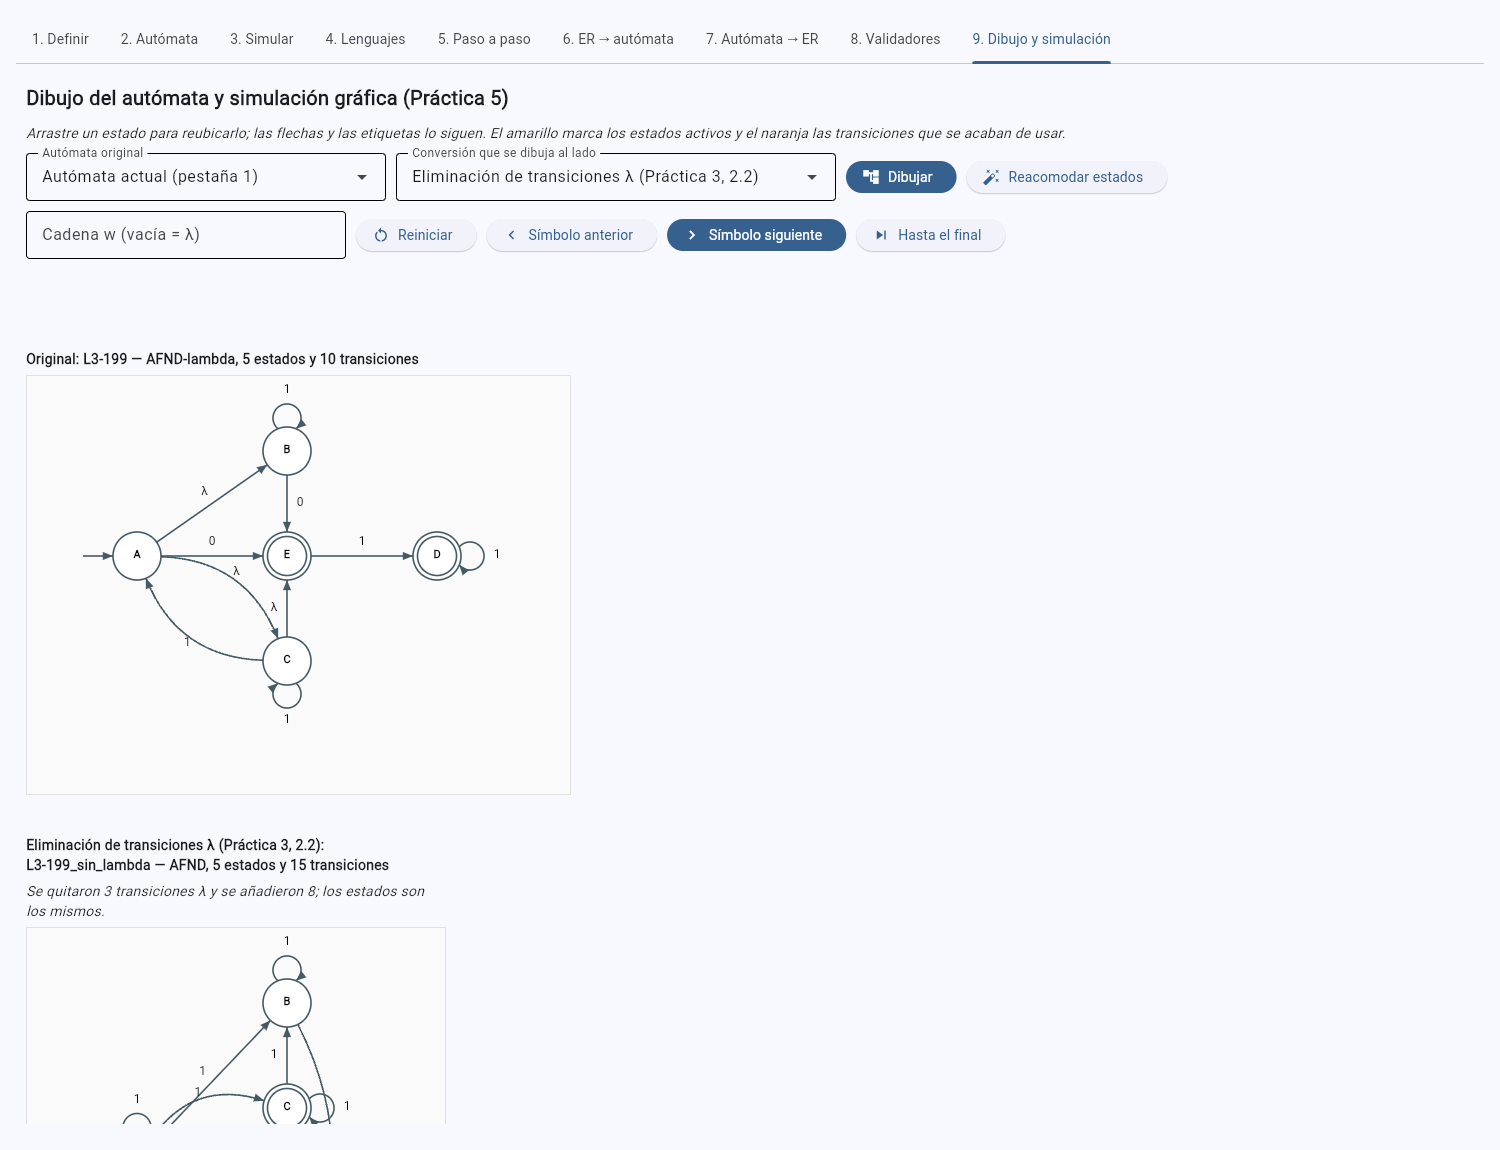 1. Definir
2. Autómata
3. Simular
4. Lenguajes
5. Paso a paso
6. ER → autómata
7. Autómata → ER
8. Validadores
9. Dibujo y simulación
Dibujo del autómata y simulación gráfica (Práctica 5)
Arrastre un estado para reubicarlo; las flechas y las etiquetas lo siguen. El amarillo marca los estados activos y el naranja las transiciones que se acaban de usar.
Autómata original
Autómata actual (pestaña 1)
Conversión que se dibuja al lado
Eliminación de transiciones λ (Práctica 3, 2.2)
Dibujar
Reacomodar estados
Cadena w (vacía = λ)
Reiniciar
Símbolo anterior
Símbolo siguiente
Hasta el final
Original: L3-199 — AFND-lambda, 5 estados y 10 transiciones
1
B
λ
0
A
0
E
1
D
1
λ
λ
1
C
1
Eliminación de transiciones λ (Práctica 3, 2.2):
L3-199_sin_lambda — AFND, 5 estados y 15 transiciones
Se quitaron 3 transiciones λ y se añadieron 8; los estados son
los mismos.
1
B
1
1
1
1
C
1